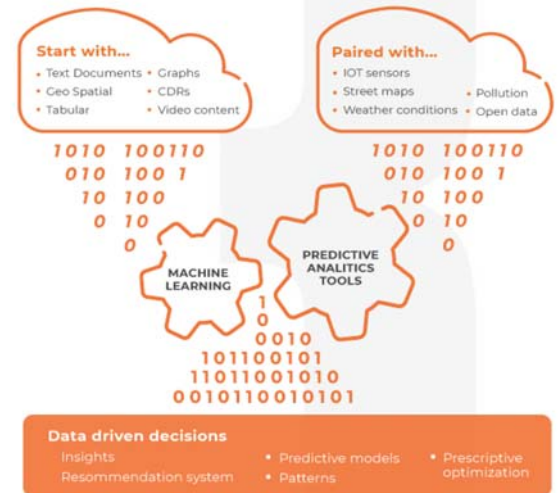 Start with...
• Text Documents • Graphs
• Geo Spatial • CDRs
• Tabular • Video content
Paired with...
• IOT sensors
• Street maps • Pollution
• Weather conditions • Open data
1010 100110
010 100 1
10 100
0 10
0
1010 100110
010 100 1
10 100
0 10
0
MACHINE
LEARNING
PREDICTIVE
ANALITICS
TOOLS
1
0
0010
101100101
11011001010
0010110010101
Data driven decisions
Insights • Predictive models • Prescriptive
optimization
Resommendation system • Patterns